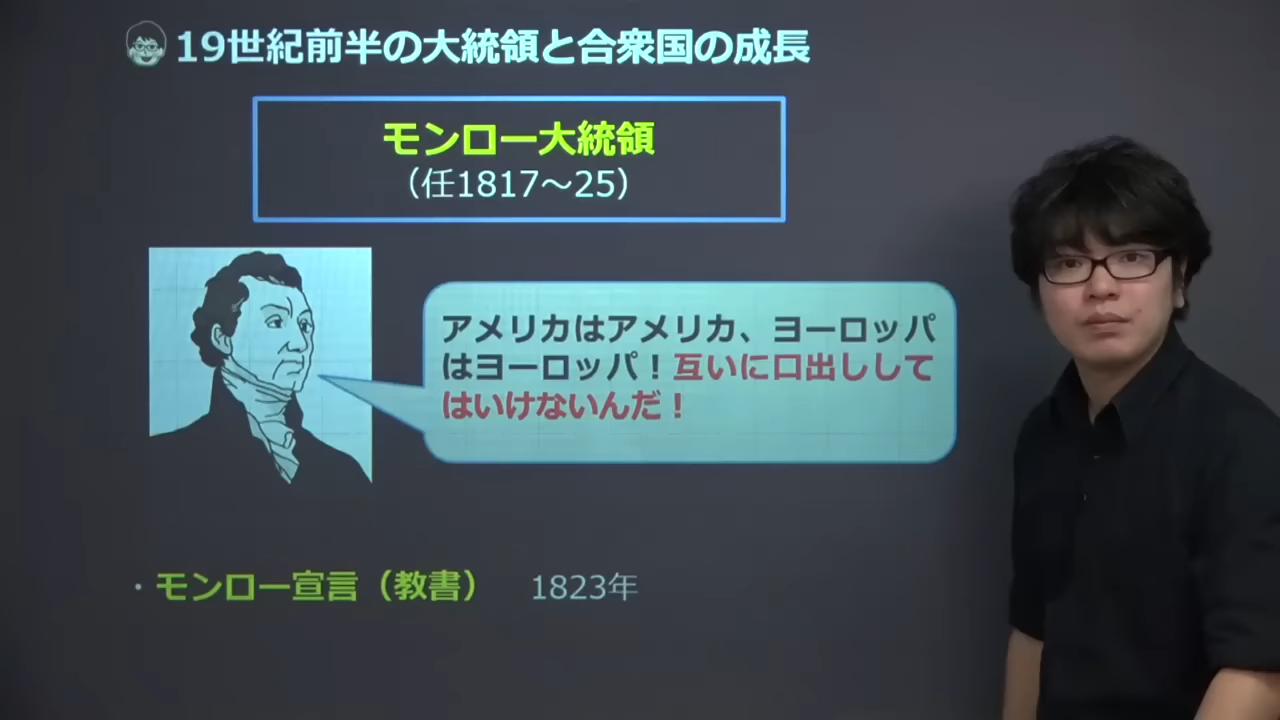 19世紀前半の大統領と合衆国の成長
モンロー大統領
（任1817～25）
アメリカはアメリカ、ヨーロッパ
はヨーロッパ！互いに口出しして
はいけないんだ！
・モンロー宣言（教書）　1823年